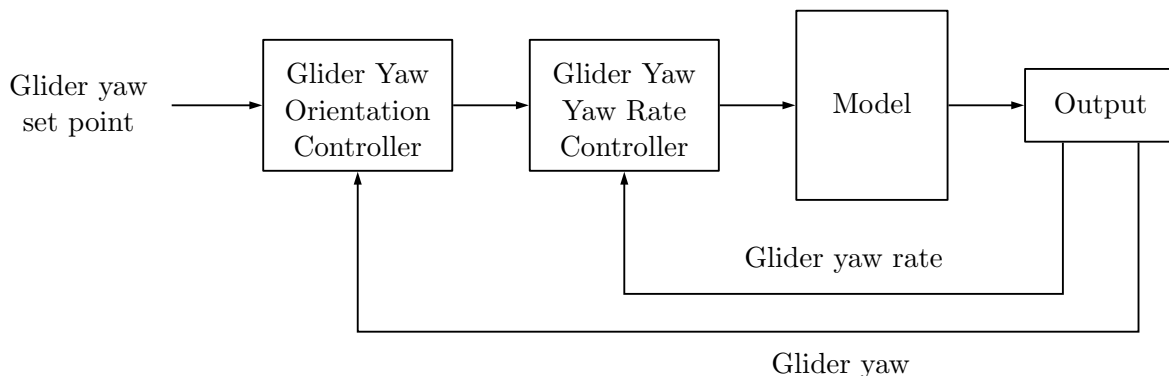 Glider yaw
set point
Glider Yaw
Orientation
Controller
Glider Yaw
Yaw Rate
Controller
Model
Output
Glider yaw rate
Glider yaw